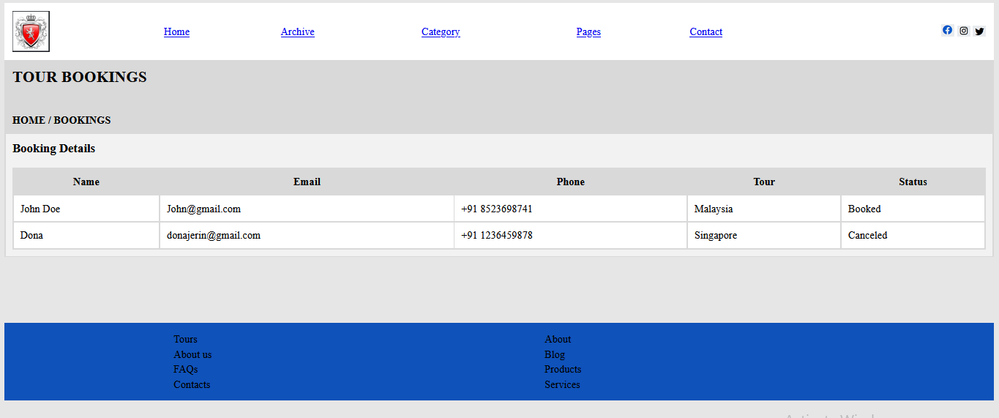 Home Archive Category Pages Contact
TOUR BOOKINGS
HOME / BOOKINGS
Booking Details
Name Email Phone Tour Status
John Doe John@gmail.com +91 8523698741 Malaysia Booked
Dona donajerin@gmail.com +91 1236459878 Singapore Canceled
Tours About
About us Blog
FAQs Products
Contacts Services